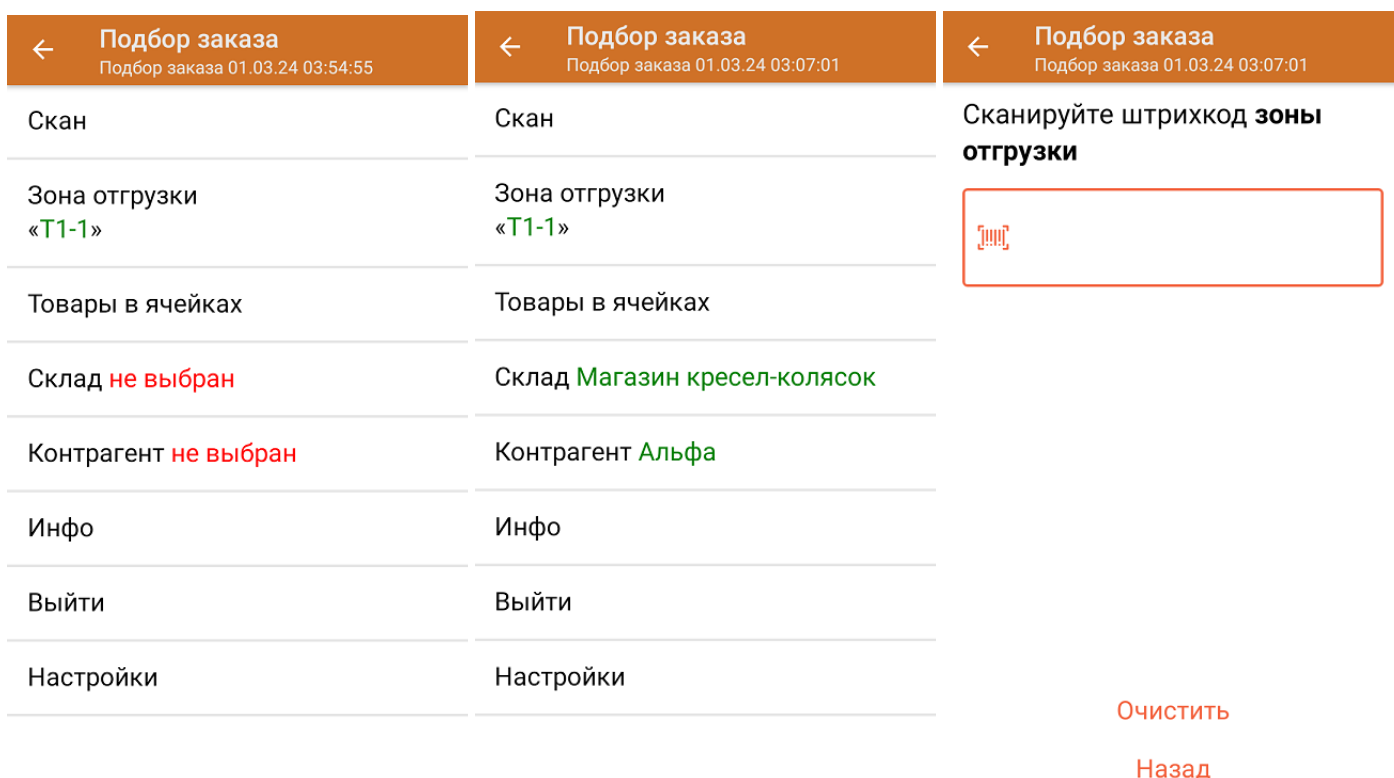 Подбор заказа
Подбор заказа 01.03.24 03:54:55
Скан
Зона отгрузки
«Т1-1»
Товары в ячейках
Склад не выбран
Контрагент не выбран
Инфо
Выйти
Настройки
Подбор заказа
Подбор заказа 01.03.24 03:07:01
Скан
Зона отгрузки
«Т1-1»
Товары в ячейках
Склад Магазин кресел-колясок
Контрагент Альфа
Инфо
Выйти
Настройки
Подбор заказа
Подбор заказа 01.03.24 03:07:01
Сканируйте штрихкод зоны
отгрузки
Очистить
Назад